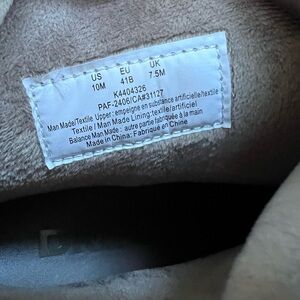 US EU UK
10M 41B 7.5M
K4404326
PAF-2406/CA#31127
Man Made/Textile Upper: empeigne en substance artificielle/textile
Textile / Man Made Lining: textile/artificiel
Balance Man Made: autre partie fabriquée à la main
Made in China: Fabriqué en Chine